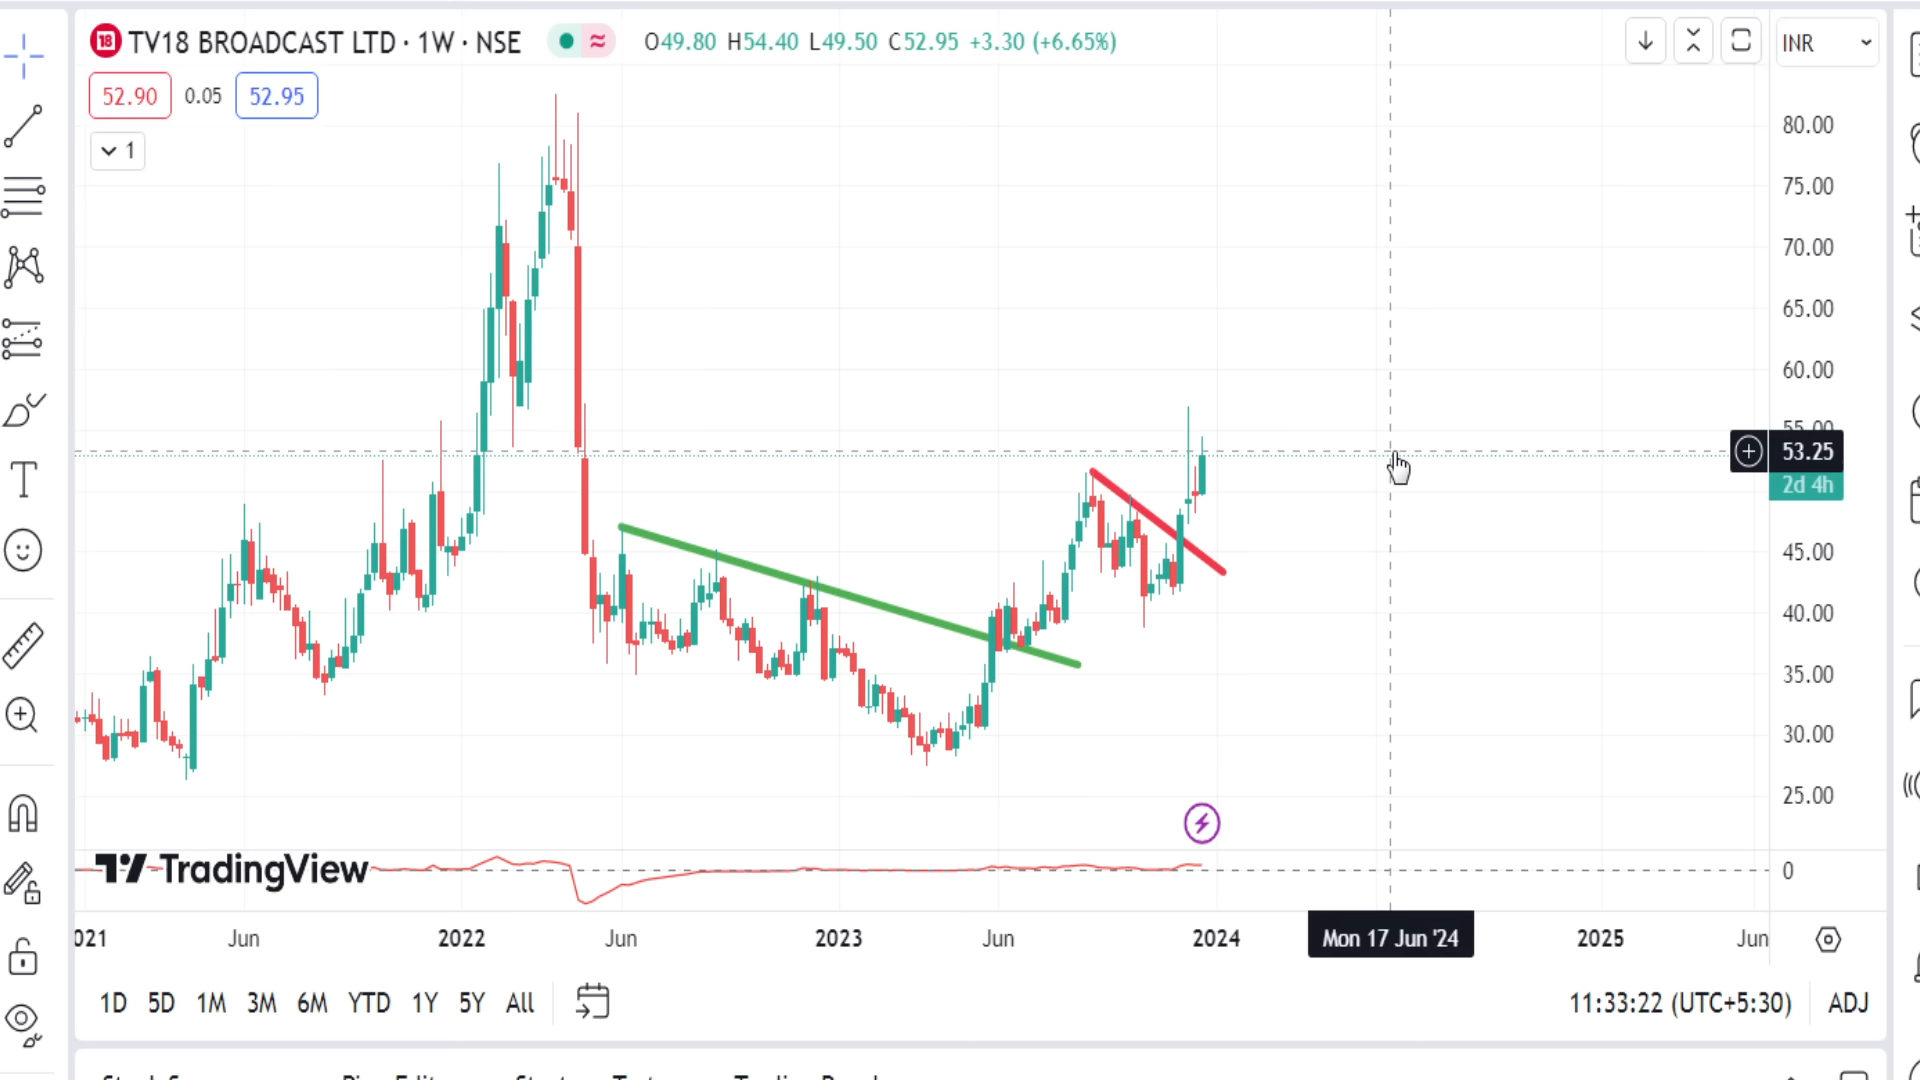 18 TV18 BROADCAST LTD · 1W · NSE O49.80 H54.40 L49.50 C52.95 +3.30 (+6.65%) INR
52.90 0.05 52.95
1
80.00
75.00
70.00
65.00
60.00
55.00
53.25
2d 4h
45.00
40.00
35.00
30.00
25.00
TradingView
0
2021 Jun 2022 Jun 2023 Jun 2024 Mon 17 Jun '24 2025 Jun
1D 5D 1M 3M 6M YTD 1Y 5Y All 11:33:22 (UTC+5:30) ADJ